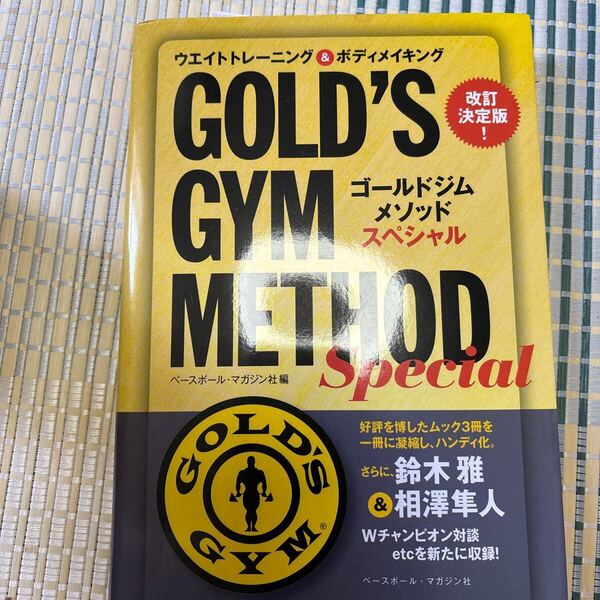 ウエイトトレーニング&ボディメイキング
GOLD'S
GYM
METHOD
Special
改訂
決定版!
ゴールドジム
メソッド
スペシャル
ベースボール・マガジン社 編
GOLD'S
GYM®
好評を博したムック3冊を
一冊に凝縮し、ハンディ化。
さらに、鈴木 雅
&相澤隼人
Wチャンピオン対談
etcを新たに収録!
ベースボール・マガジン社